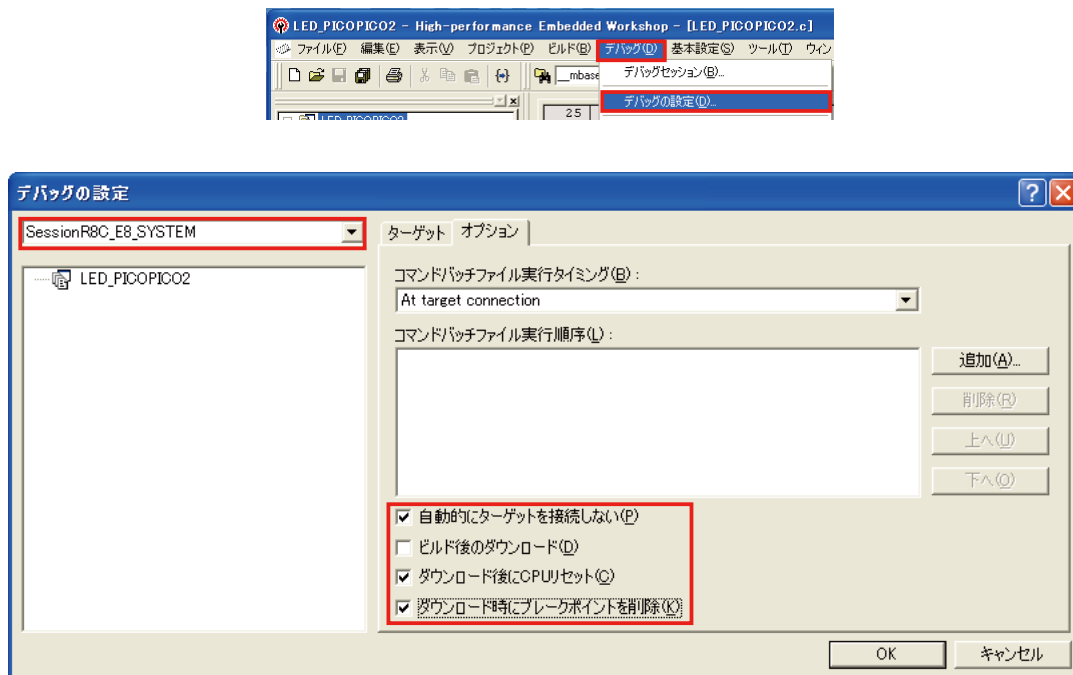 LED_PICOPICO2 - High-performance Embedded Workshop - [LED_PICOPICO2.c]
ファイル(F) 編集(E) 表示(V) プロジェクト(P) ビルド(B) デバッグ(D) 基本設定(S) ツール(T) ウィン
__mbase
デバッグセッション(B)...
デバッグの設定(D)...
25
LED_PICOPICO2
デバッグの設定
SessionR8C_E8_SYSTEM
ターゲット オプション
LED_PICOPICO2
コマンドバッチファイル実行タイミング(B) :
At target connection
コマンドバッチファイル実行順序(L) :
追加(A)...
削除(R)
上へ(U)
下へ(O)
自動的にターゲットを接続しない(P)
ビルド後のダウンロード(D)
ダウンロード後にCPUリセット(C)
ダウンロード時にブレークポイントを削除(K)
OK キャンセル